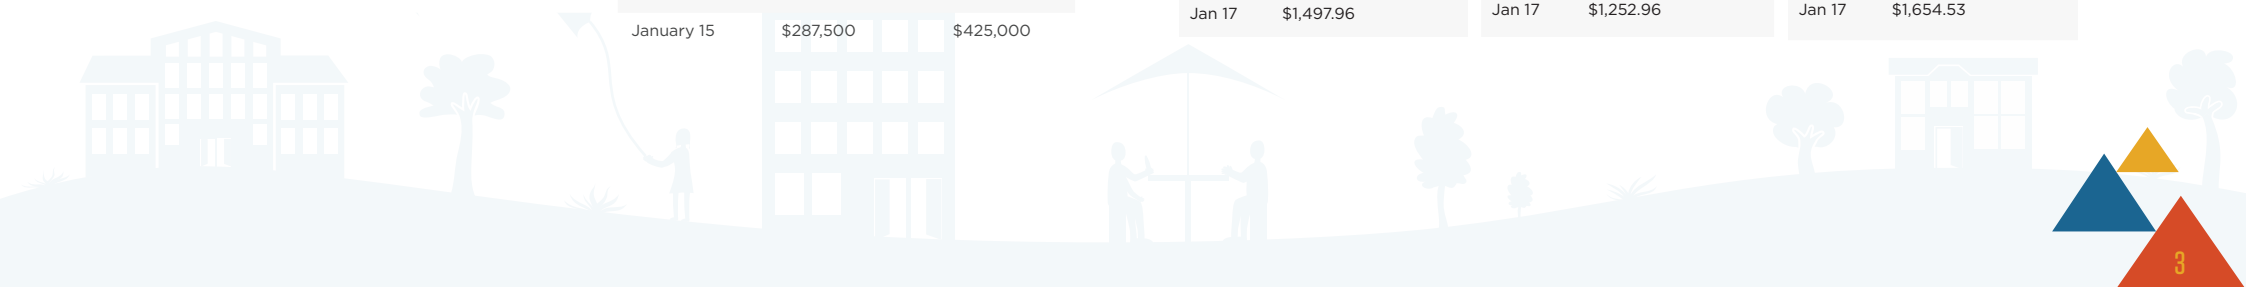 January 15 $287,500 $425,000
Jan 17 $1,497.96
Jan 17 $1,252.96
Jan 17 $1,654.53
3